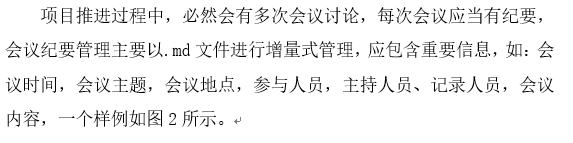 项目推进过程中，必然会有多次会议讨论，每次会议应当有纪要，
会议纪要管理主要以.md 文件进行增量式管理，应包含重要信息，如：会
议时间，会议主题，会议地点，参与人员，主持人员、记录人员，会议
内容，一个样例如图 2 所示。